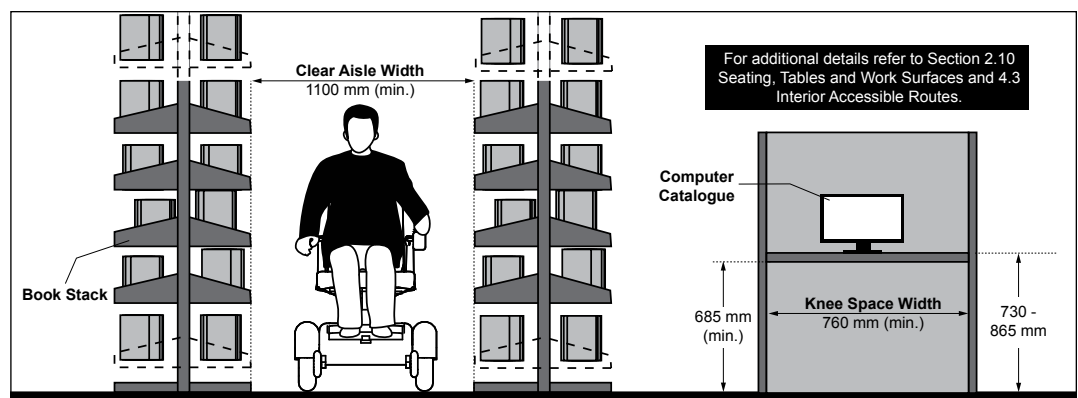 Clear Aisle Width
1100 mm (min.)
Book Stack
For additional details refer to Section 2.10
Seating, Tables and Work Surfaces and 4.3
Interior Accessible Routes.
Computer
Catalogue
685 mm
(min.)
Knee Space Width
760 mm (min.)
730 -
865 mm